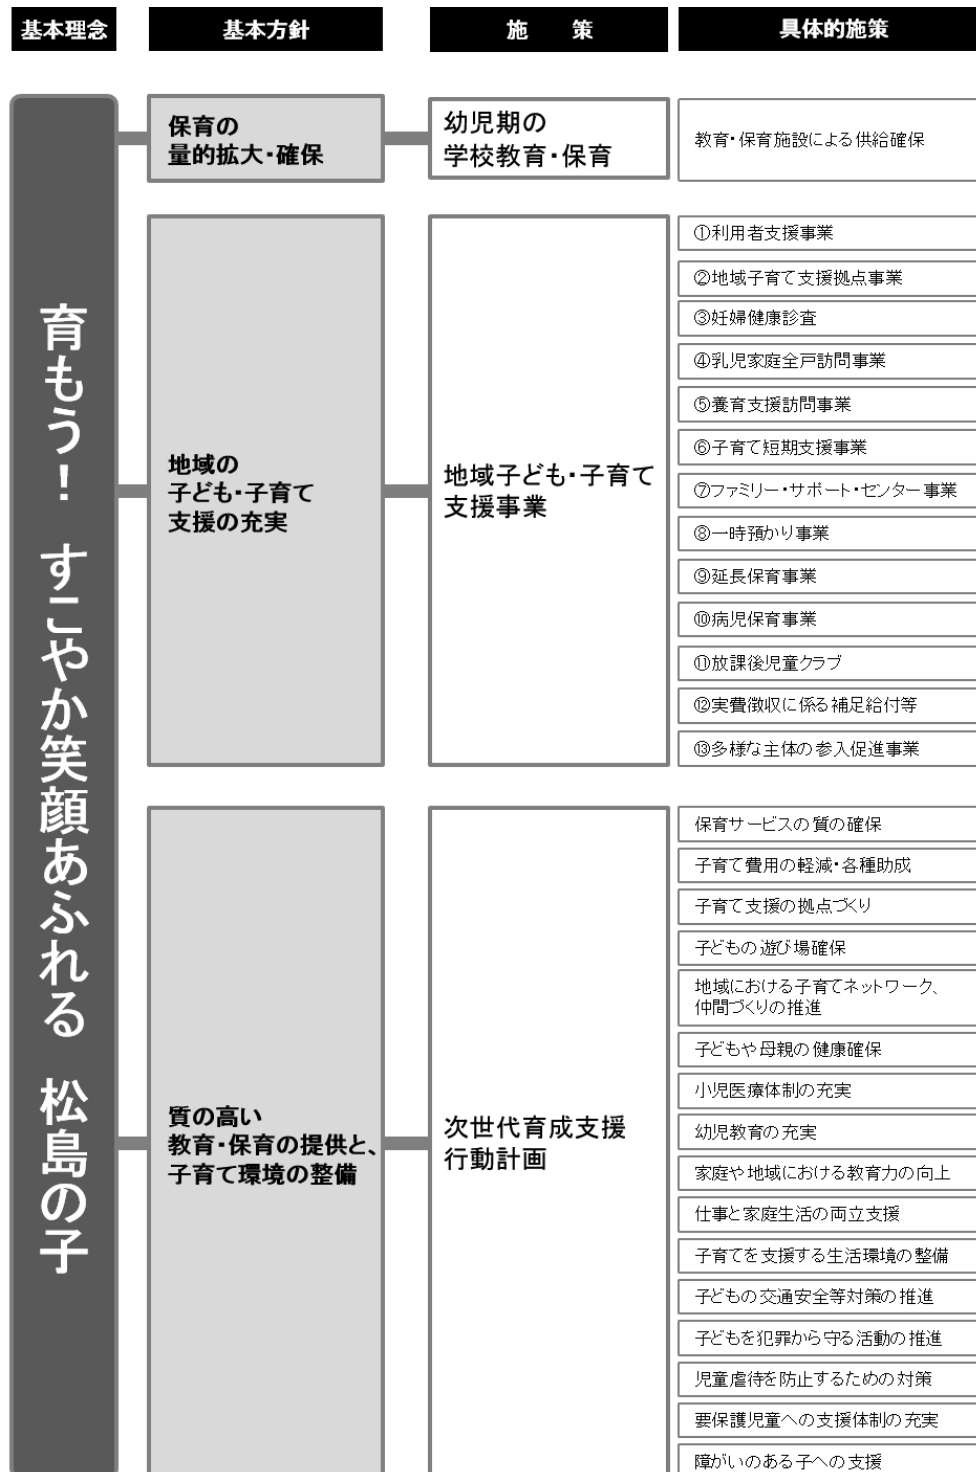 基本理念
基本方針
施　策
具体的施策
育もう！　すこやか笑顔あふれる　松島の子
保育の
量的拡大・確保
幼児期の
学校教育・保育
教育・保育施設による供給確保
地域の
子ども・子育て
支援の充実
地域子ども・子育て
支援事業
①利用者支援事業
②地域子育て支援拠点事業
③妊婦健康診査
④乳児家庭全戸訪問事業
⑤養育支援訪問事業
⑥子育て短期支援事業
⑦ファミリー・サポート・センター事業
⑧一時預かり事業
⑨延長保育事業
⑩病児保育事業
⑪放課後児童クラブ
⑫実費徴収に係る補足給付等
⑬多様な主体の参入促進事業
質の高い
教育・保育の提供と、
子育て環境の整備
次世代育成支援
行動計画
保育サービスの質の確保
子育て費用の軽減・各種助成
子育て支援の拠点づくり
子どもの遊び場確保
地域における子育てネットワーク、
仲間づくりの推進
子どもや母親の健康確保
小児医療体制の充実
幼児教育の充実
家庭や地域における教育力の向上
仕事と家庭生活の両立支援
子育てを支援する生活環境の整備
子どもの交通安全等対策の推進
子どもを犯罪から守る活動の推進
児童虐待を防止するための対策
要保護児童への支援体制の充実
障がいのある子への支援